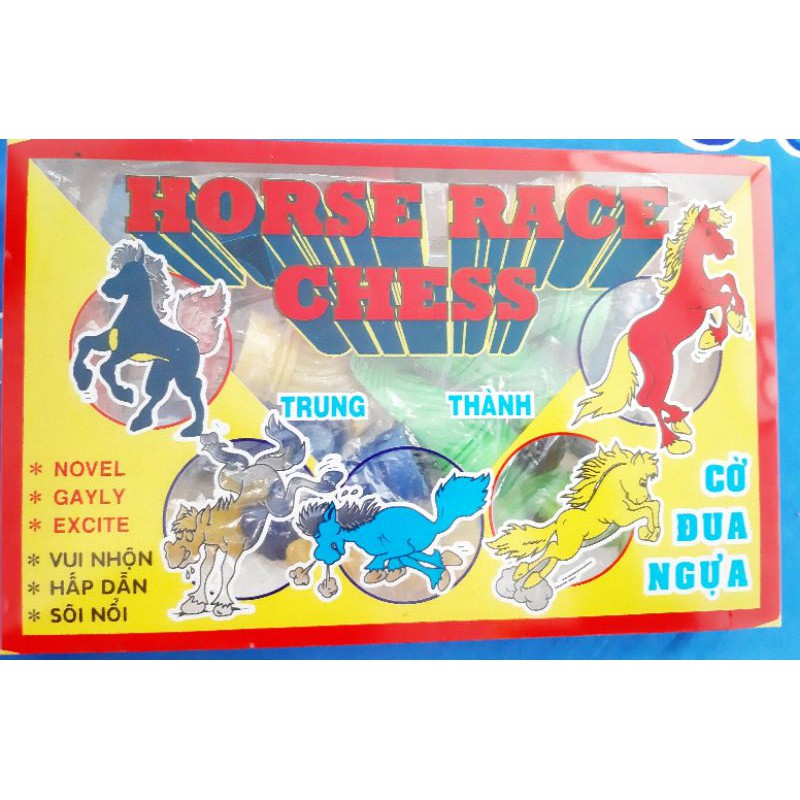 HORSE RACE
CHESS
TRUNG THÀNH
* NOVEL
* GAYLY
* EXCITE
* VUI NHỘN
* HẤP DẪN
* SÔI NỔI
CỜ
ĐUA
NGỰA